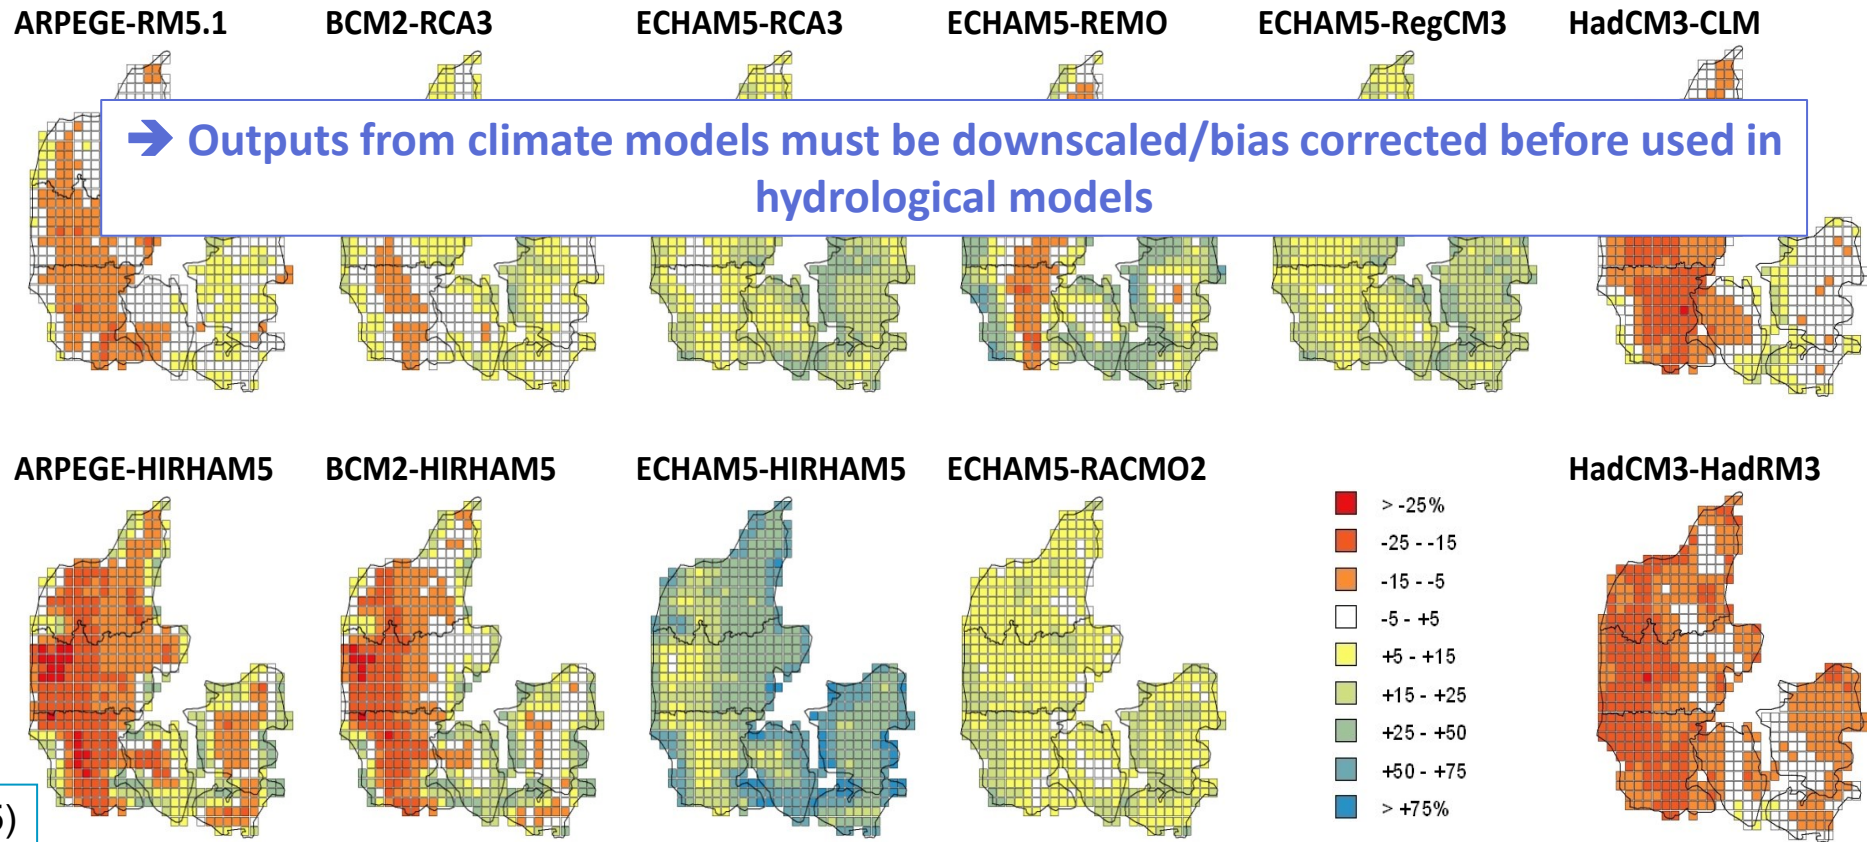 ARPEGE-RM5.1 BCM2-RCA3 ECHAM5-RCA3 ECHAM5-REMO ECHAM5-RegCM3 HadCM3-CLM
➔ Outputs from climate models must be downscaled/bias corrected before used in
hydrological models
ARPEGE-HIRHAM5 BCM2-HIRHAM5 ECHAM5-HIRHAM5 ECHAM5-RACMO2 HadCM3-HadRM3
> -25%
-25 - -15
-15 - -5
-5 - +5
+5 - +15
+15 - +25
+25 - +50
+50 - +75
> +75%
5)